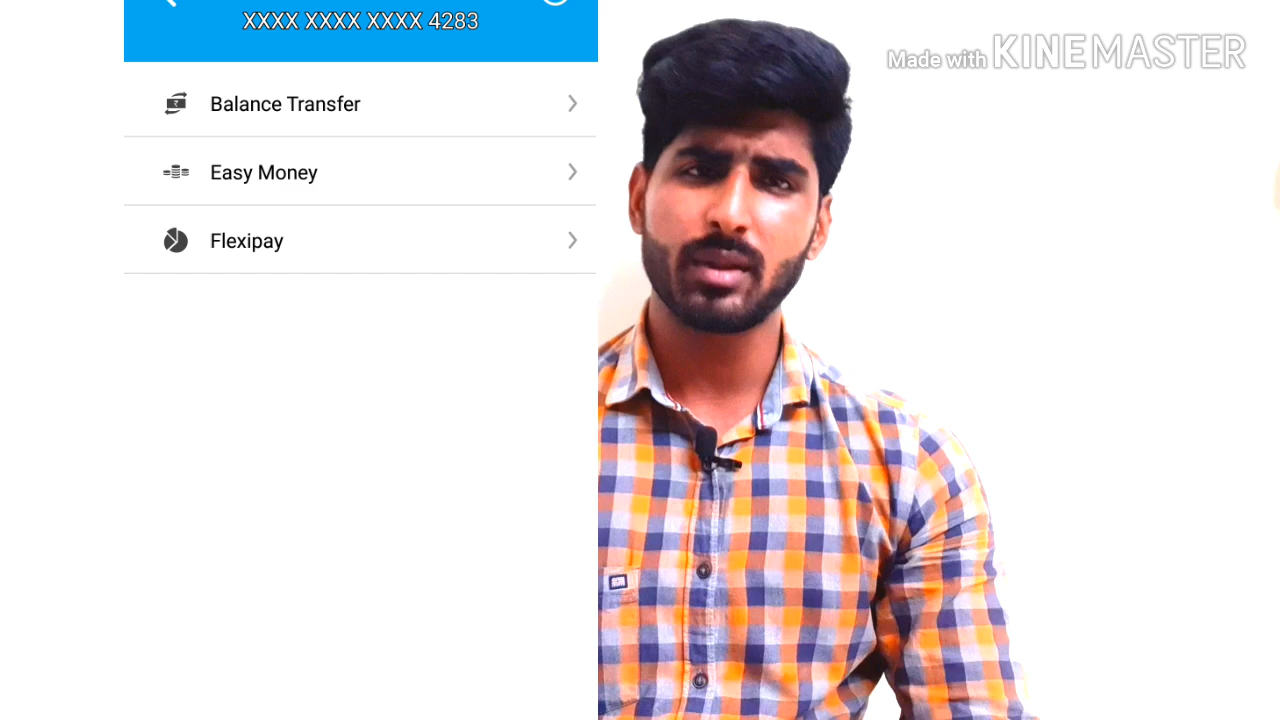 XXXX XXXX XXXX 4283
Made with KINEMASTER
Balance Transfer
Easy Money
Flexipay